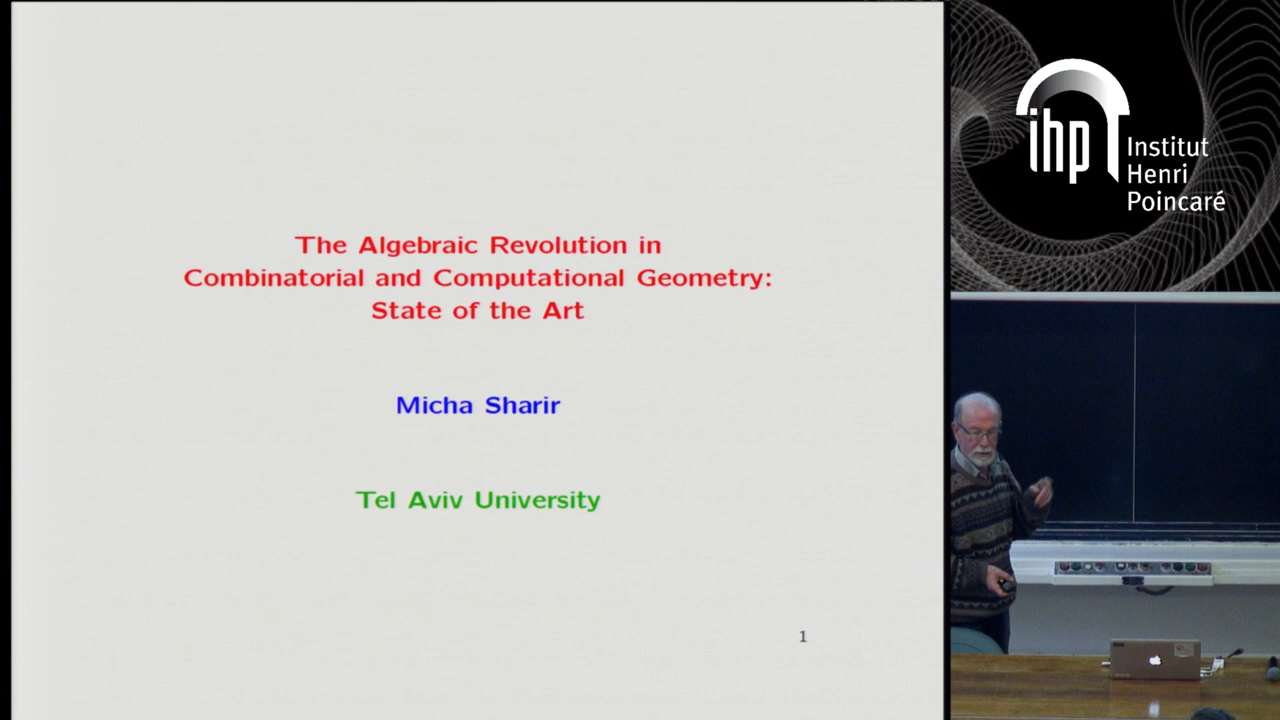 The Algebraic Revolution in
Combinatorial and Computational Geometry:
State of the Art
Micha Sharir
Tel Aviv University
1
ihp
Institut
Henri
Poincaré